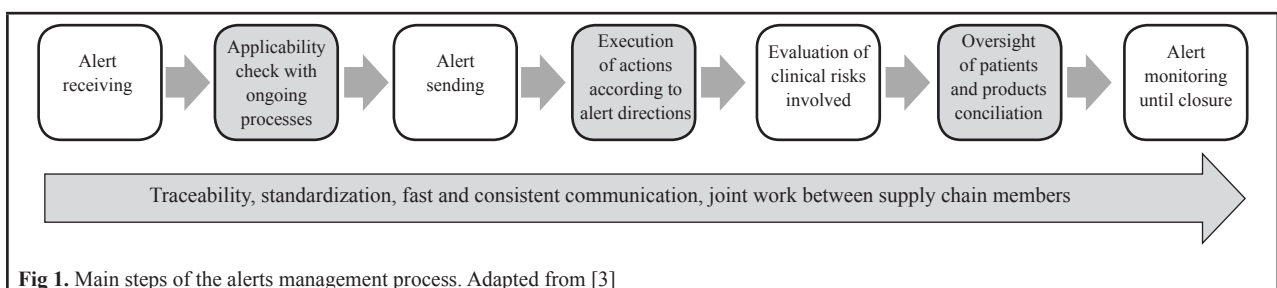 Alert
receiving
Applicability
check with
ongoing
processes
Alert
sending
Execution
of actions
according to
alert directions
Evaluation of
clinical risks
involved
Oversight
of patients
and products
conciliation
Alert
monitoring
until closure
Traceability, standardization, fast and consistent communication, joint work between supply chain members
Fig 1. Main steps of the alerts management process. Adapted from [3]